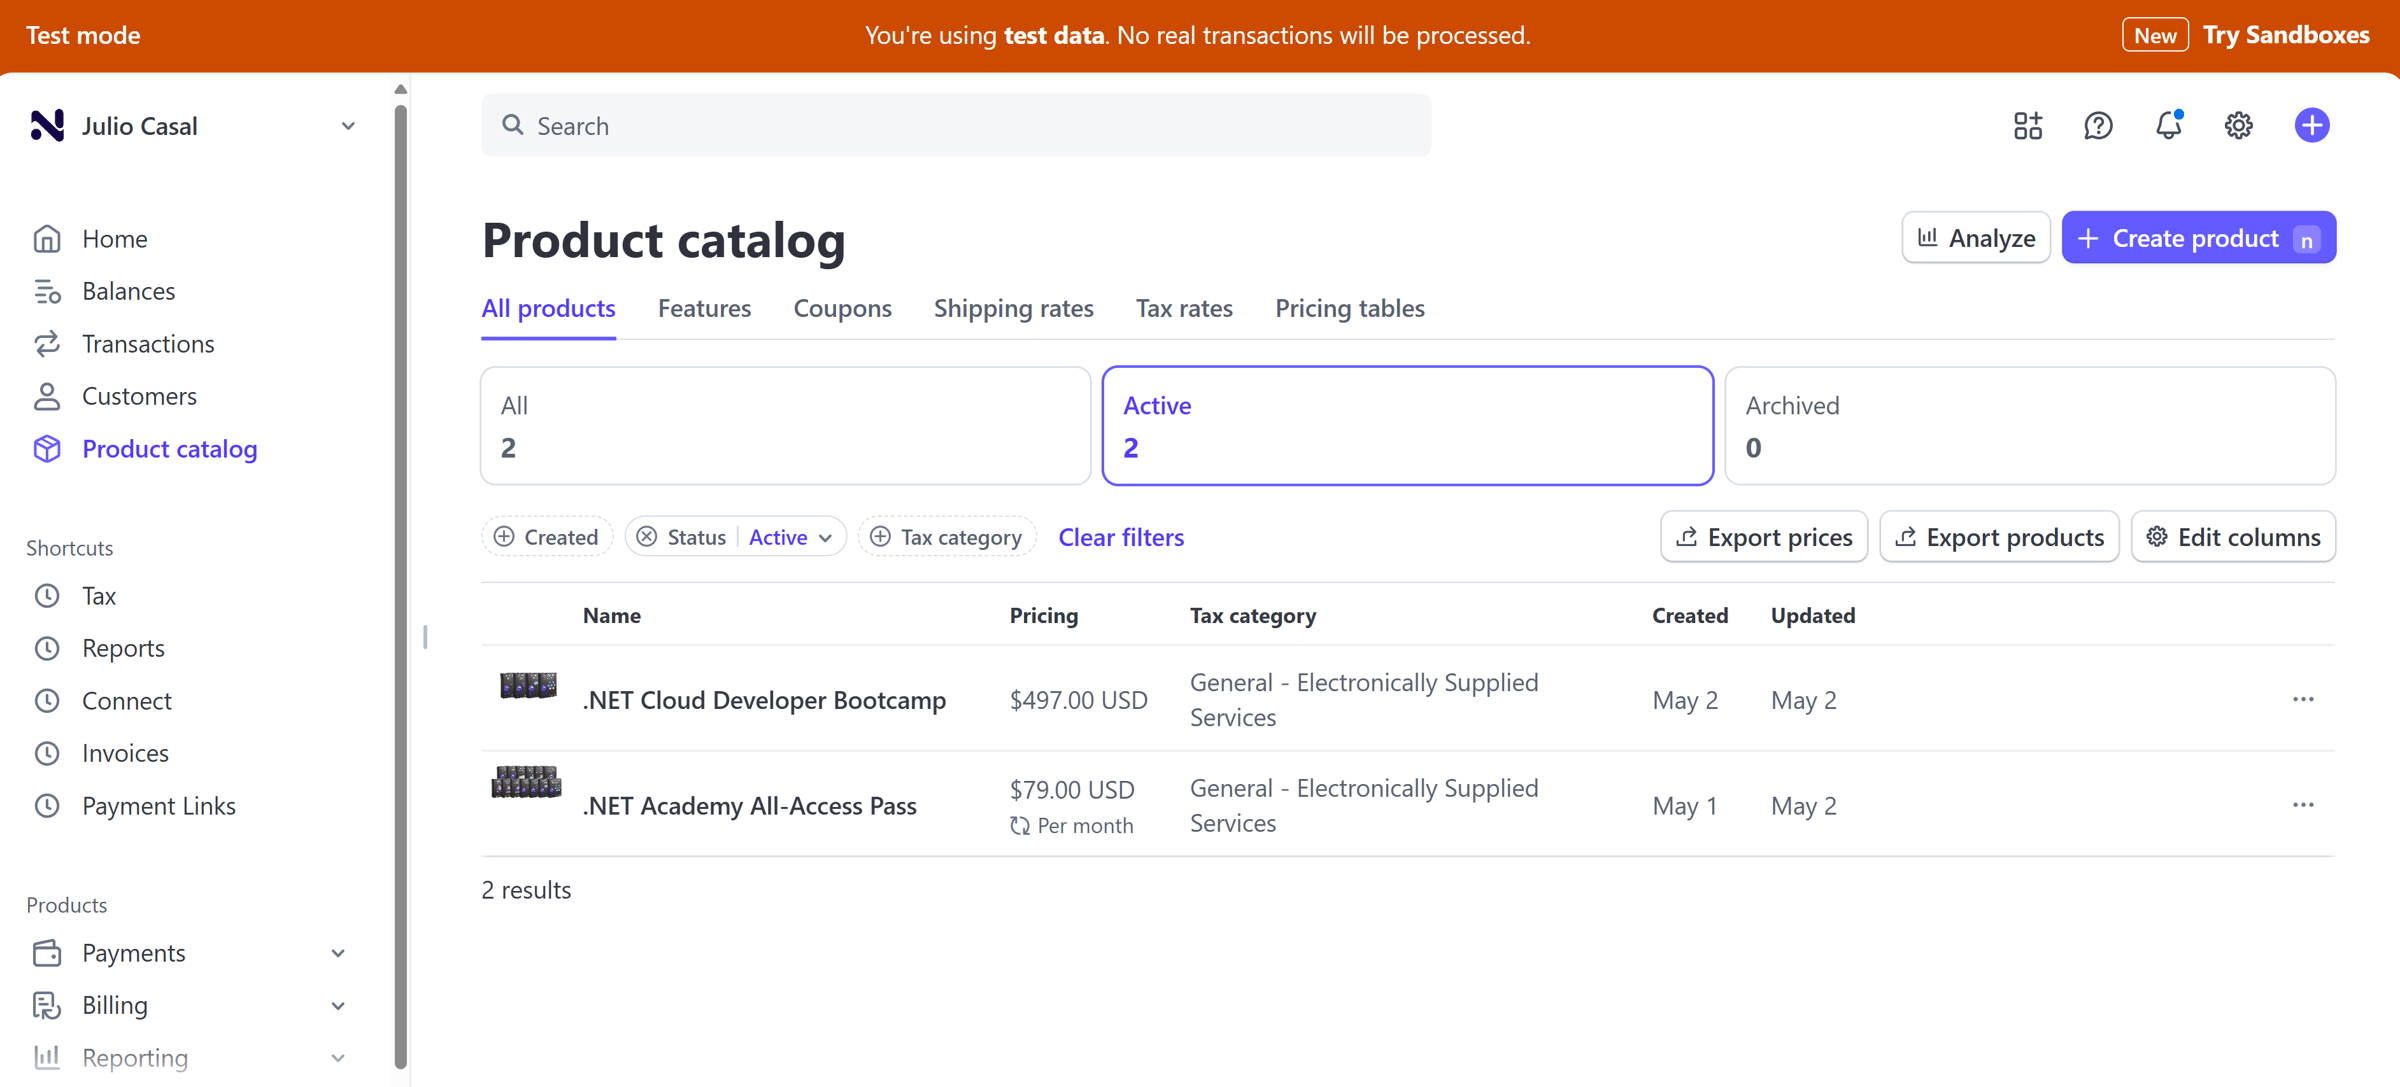 Test mode
You're using test data. No real transactions will be processed.
New Try Sandboxes
Julio Casal
Search
Home
Balances
Transactions
Customers
Product catalog
Shortcuts
Tax
Reports
Connect
Invoices
Payment Links
Products
Payments
Billing
Reporting
Product catalog
Analyze
Create product n
All products Features Coupons Shipping rates Tax rates Pricing tables
All
2
Active
2
Archived
0
Created Status Active Tax category Clear filters
Export prices Export products Edit columns
Name Pricing Tax category Created Updated
.NET Cloud Developer Bootcamp $497.00 USD General - Electronically Supplied
Services May 2 May 2
.NET Academy All-Access Pass $79.00 USD
Per month General - Electronically Supplied
Services May 1 May 2
2 results